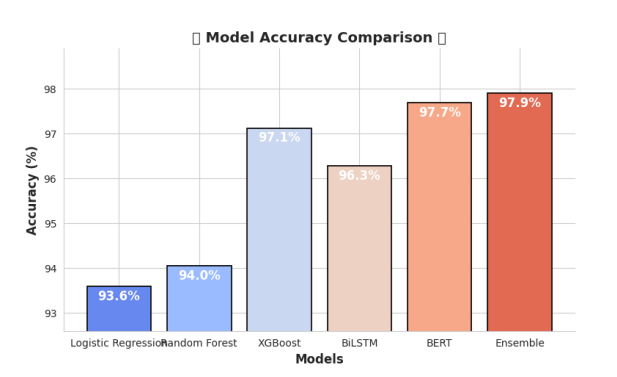 ▯ Model Accuracy Comparison ▯
98
97
96
95
94
93
Accuracy (%)
93.6%
94.0%
97.1%
96.3%
97.7%
97.9%
Logistic Regression
Random Forest
XGBoost
BiLSTM
BERT
Ensemble
Models